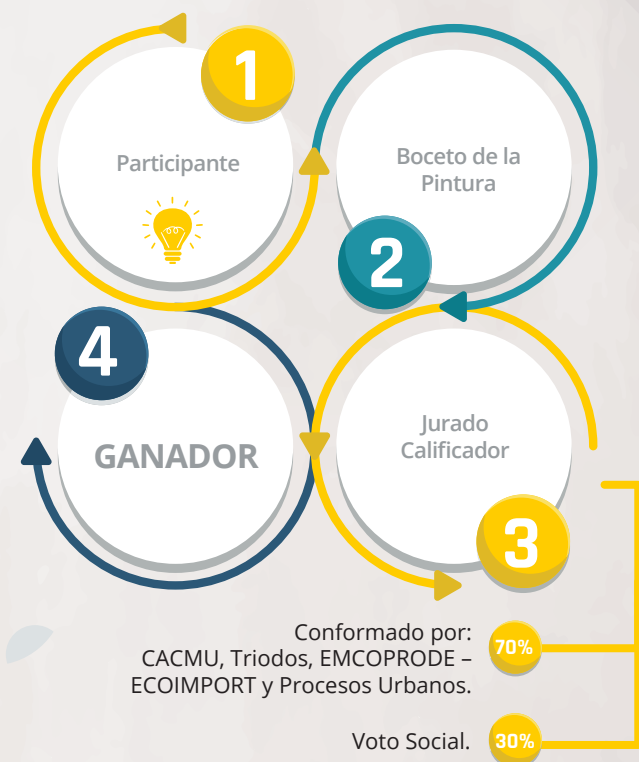 1
Participante
Boceto de la
Pintura
2
Jurado
Calificador
3
4
GANADOR
Conformado por:
CACMU, Triodos, EMCOPRODE –
ECOIMPORT y Procesos Urbanos.
70%
Voto Social.
30%